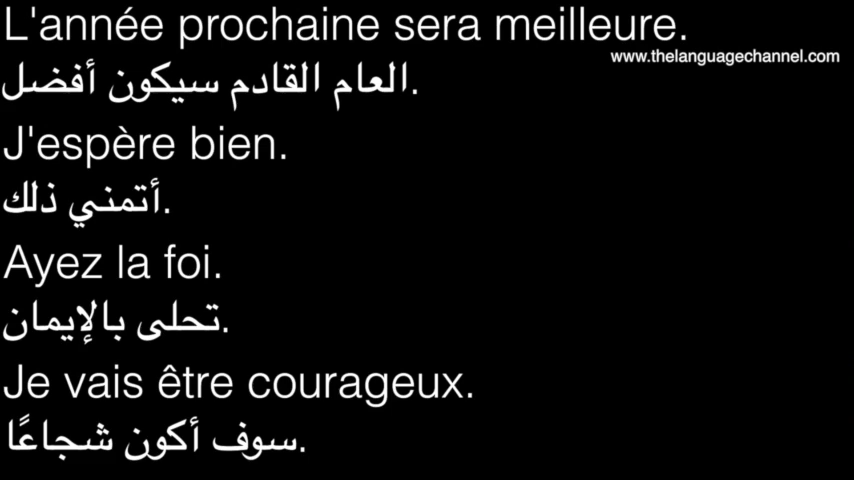 L'année prochaine sera meilleure.
www.thelanguagechannel.com
العام القادم سيكون أفضل.
J'espère bien.
أتمني ذلك.
Ayez la foi.
تحلى بالإيمان.
Je vais être courageux.
سوف أكون شجاعًا.